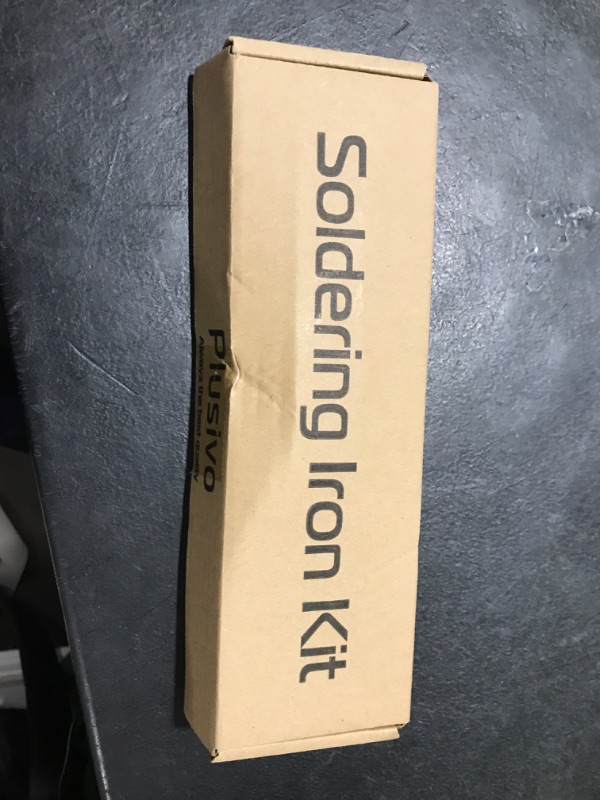 Soldering Iron Kit
Plusivo
Always the best quality